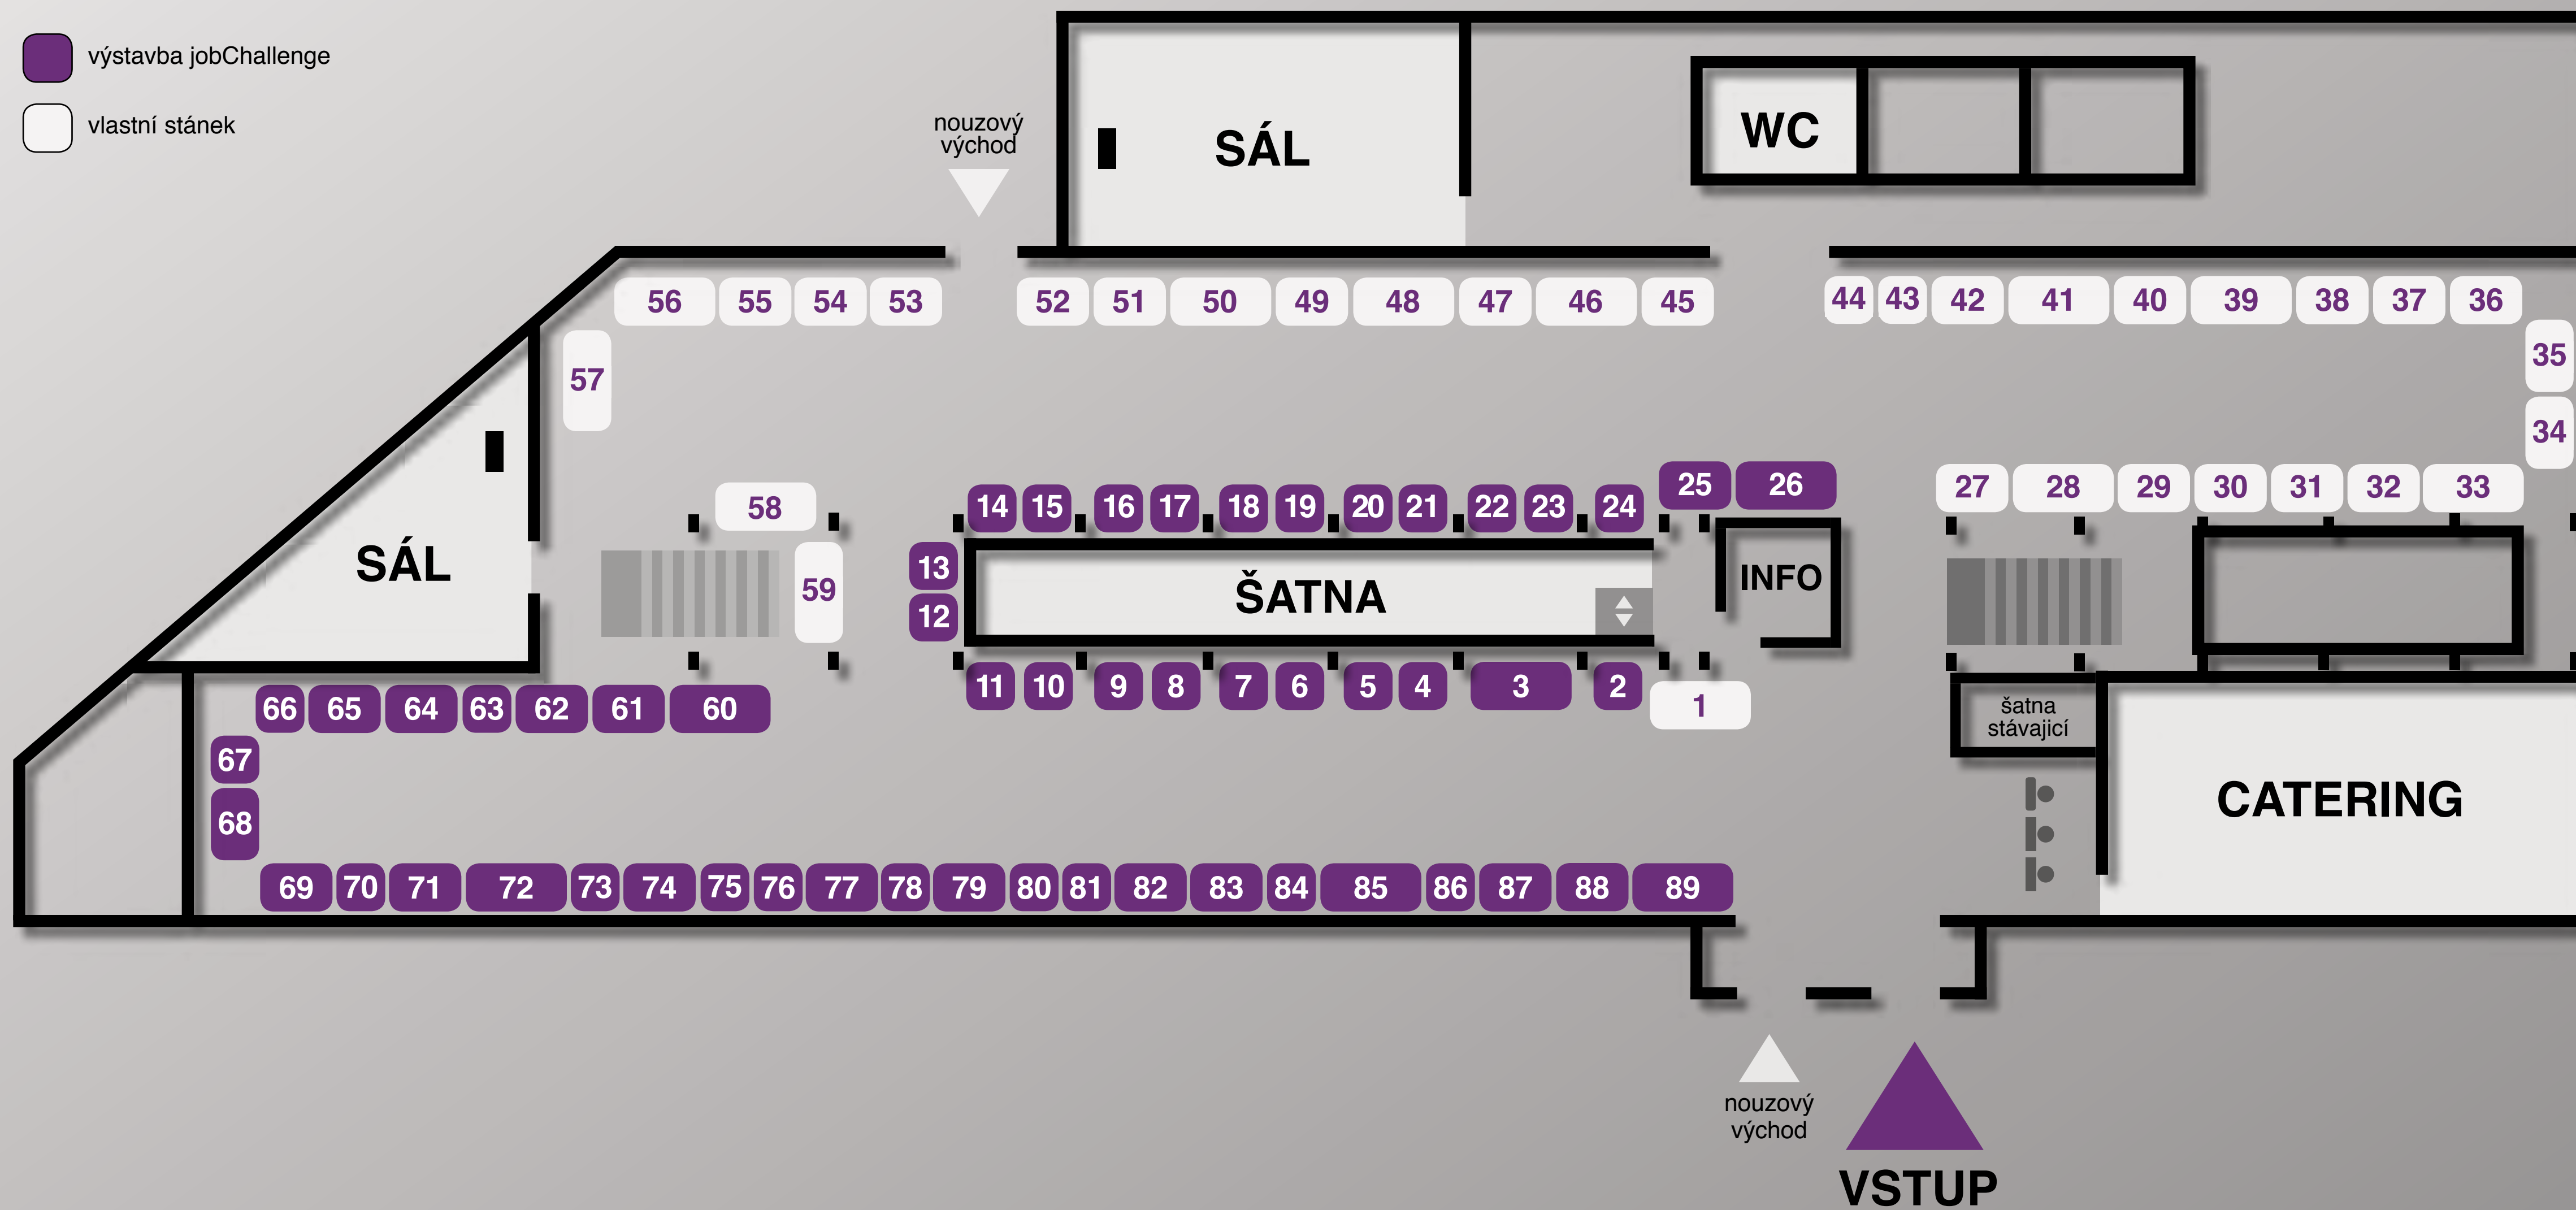 výstavba jobChallenge
vlastní stánek
nouzový
východ
SÁL
WC
56 55 54 53 52 51 50 49 48 47 46 45 44 43 42 41 40 39 38 37 36
35
34
57
58
59
14 15 16 17 18 19 20 21 22 23 24 25 26
27 28 29 30 31 32 33
13
12
SÁL
ŠATNA
INFO
11 10 9 8 7 6 5 4 3 2 1
šatna
stávajicí
CATERING
66 65 64 63 62 61 60
67
68
69 70 71 72 73 74 75 76 77 78 79 80 81 82 83 84 85 86 87 88 89
nouzový
východ
VSTUP